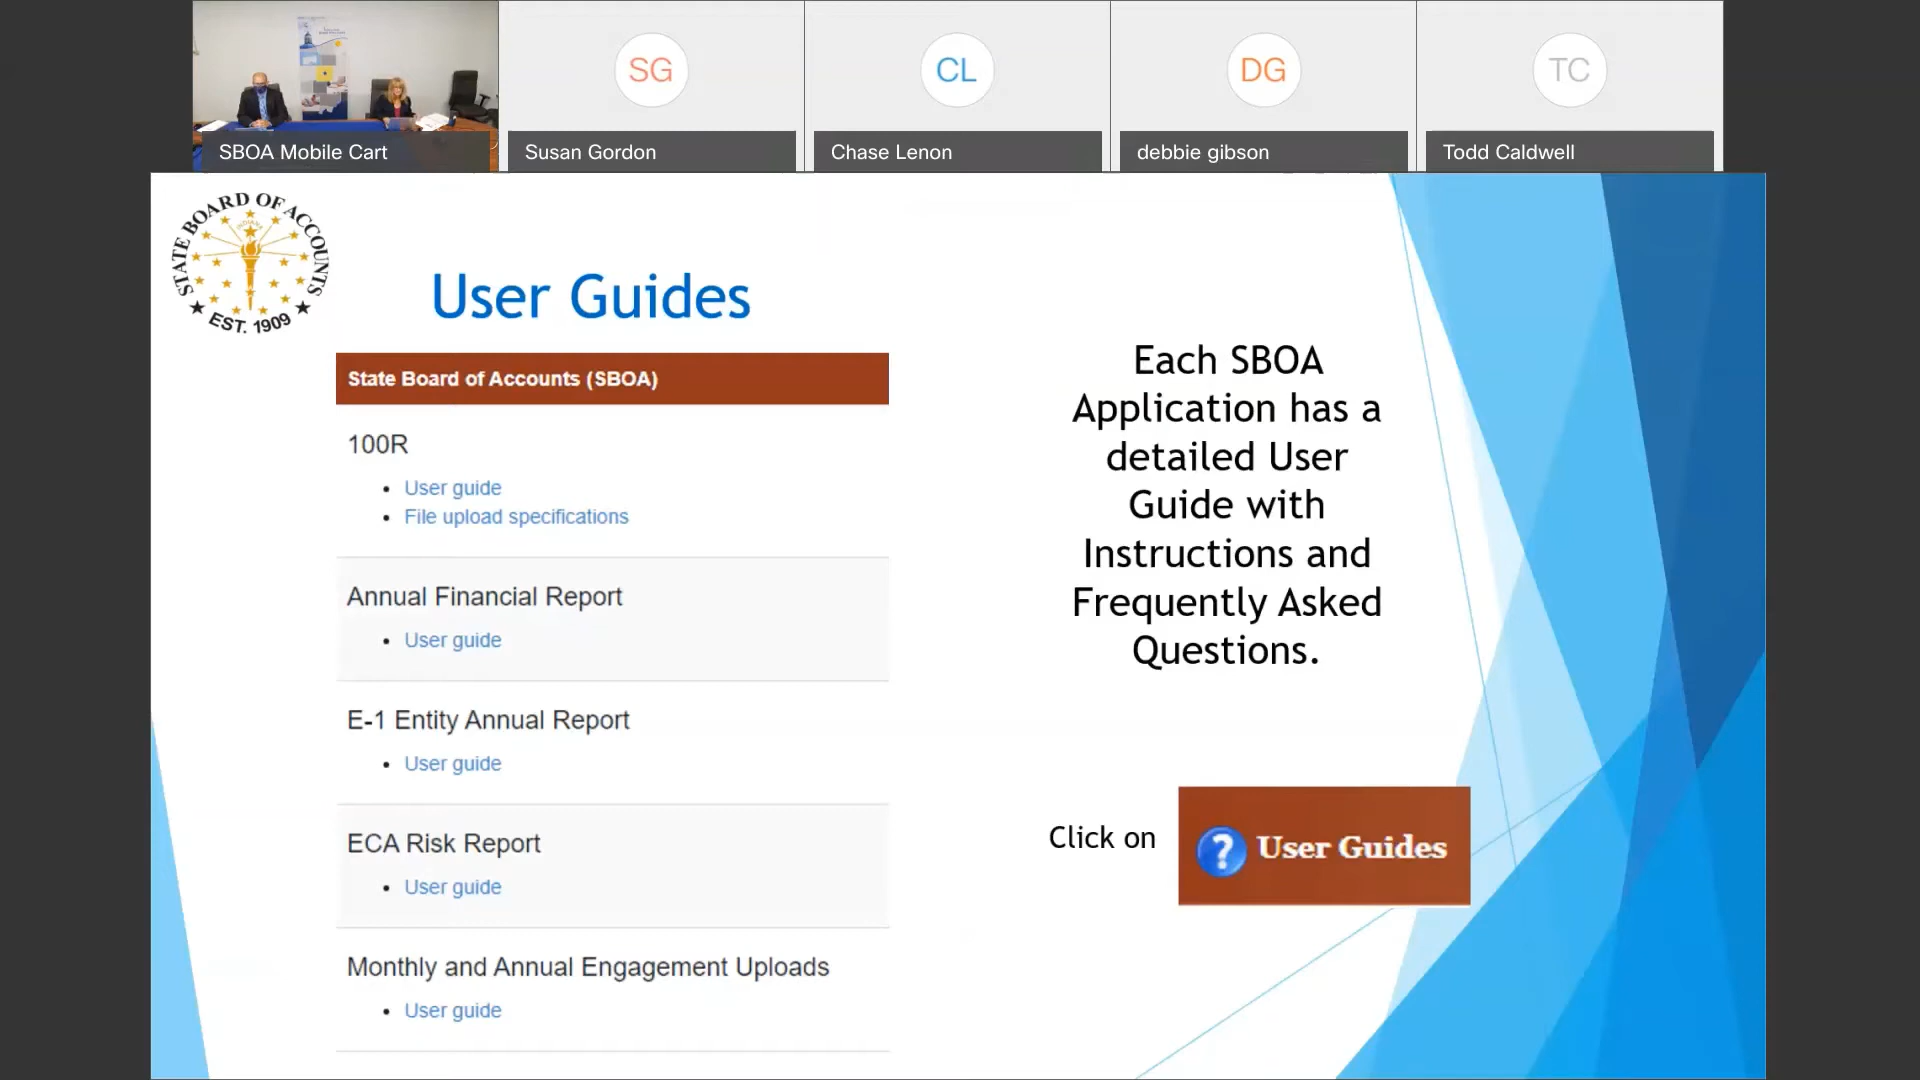 SG
CL
DG
TC
SBOA Mobile Cart
Susan Gordon
Chase Lenon
debbie gibson
Todd Caldwell
STATE BOARD OF ACCOUNTS
INDIANA
EST. 1909
User Guides
State Board of Accounts (SBOA)
100R
• User guide
• File upload specifications
Annual Financial Report
• User guide
E-1 Entity Annual Report
• User guide
ECA Risk Report
• User guide
Monthly and Annual Engagement Uploads
• User guide
Each SBOA
Application has a
detailed User
Guide with
Instructions and
Frequently Asked
Questions.
Click on
? User Guides